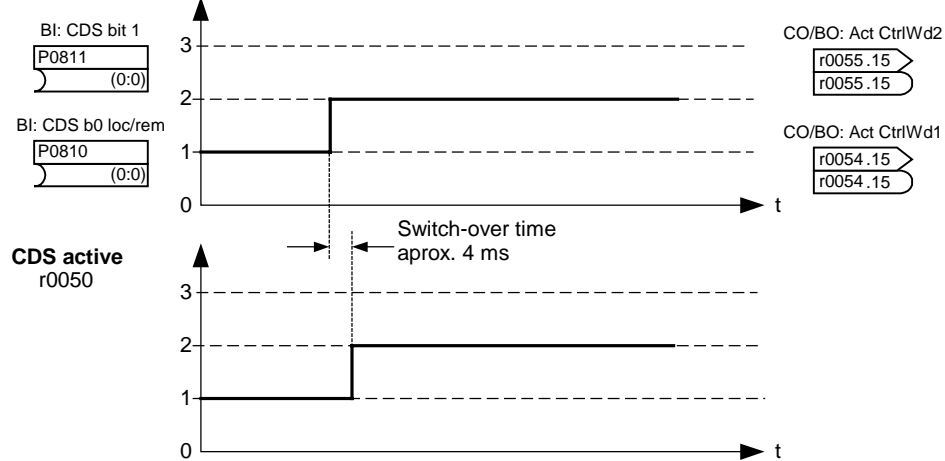 BI: CDS bit 1
P0811
(0:0)
BI: CDS b0 loc/rem
P0810
(0:0)
3
2
1
0
t
CO/BO: Act CtrlWd2
r0055.15
r0055.15
CO/BO: Act CtrlWd1
r0054.15
r0054.15
Switch-over time
aprox. 4 ms
CDS active
r0050
3
2
1
0
t